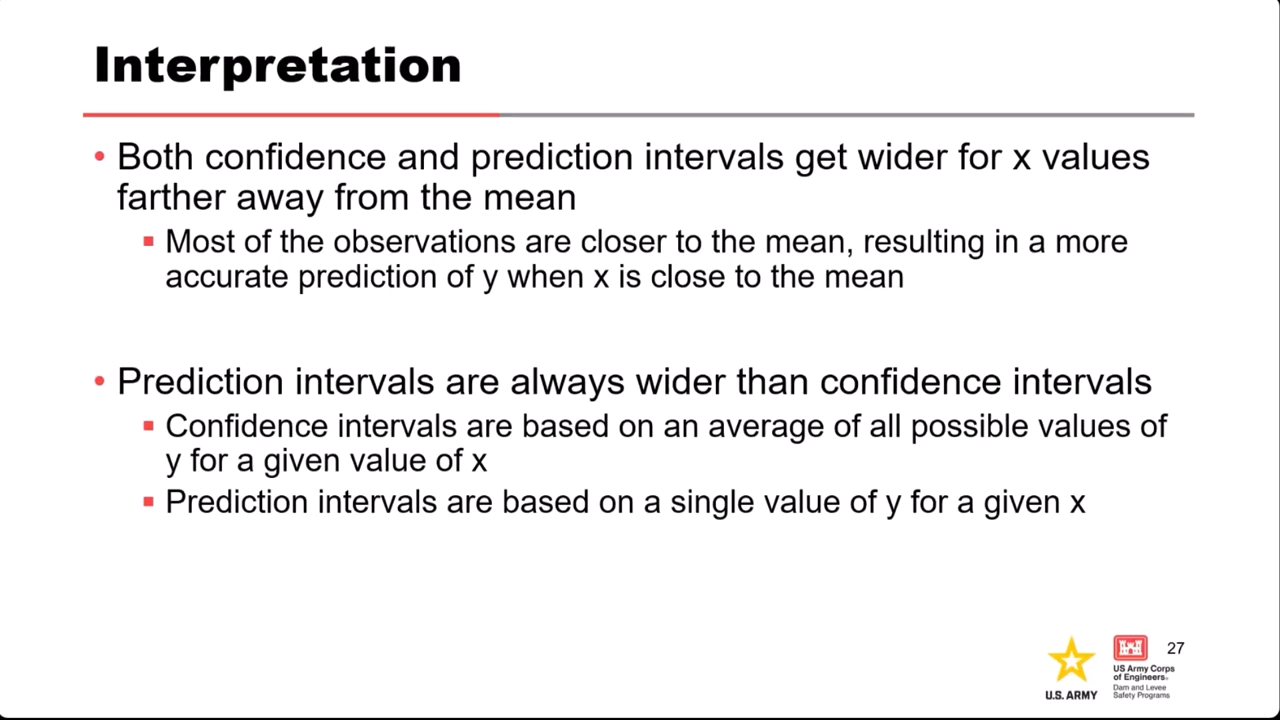 Interpretation
• Both confidence and prediction intervals get wider for x values
farther away from the mean
▪ Most of the observations are closer to the mean, resulting in a more
accurate prediction of y when x is close to the mean
• Prediction intervals are always wider than confidence intervals
▪ Confidence intervals are based on an average of all possible values of
y for a given value of x
▪ Prediction intervals are based on a single value of y for a given x
U.S. ARMY
US Army Corps
of Engineers®
Dam and Levee
Safety Programs
27